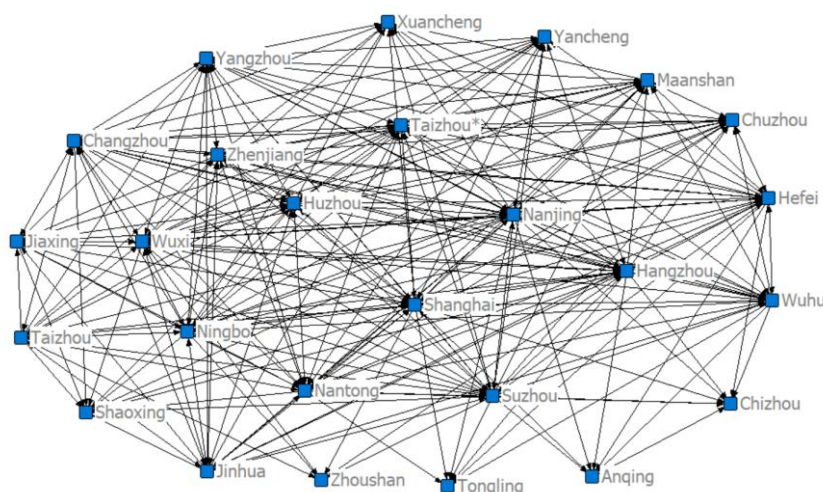 Xuancheng
Yancheng
Yangzhou
Maanshan
Chuzhou
Taizhou*
Changzhou
Zhenjiang
Hefei
Huzhou
Nanjing
Jiaxing
Wuxi
Hangzhou
Wuhu
Shanghai
Ningbo
Taizhou
Nantong
Suzhou
Chizhou
Shaoxing
Jinhua
Zhoushan
Anqing
Tongling